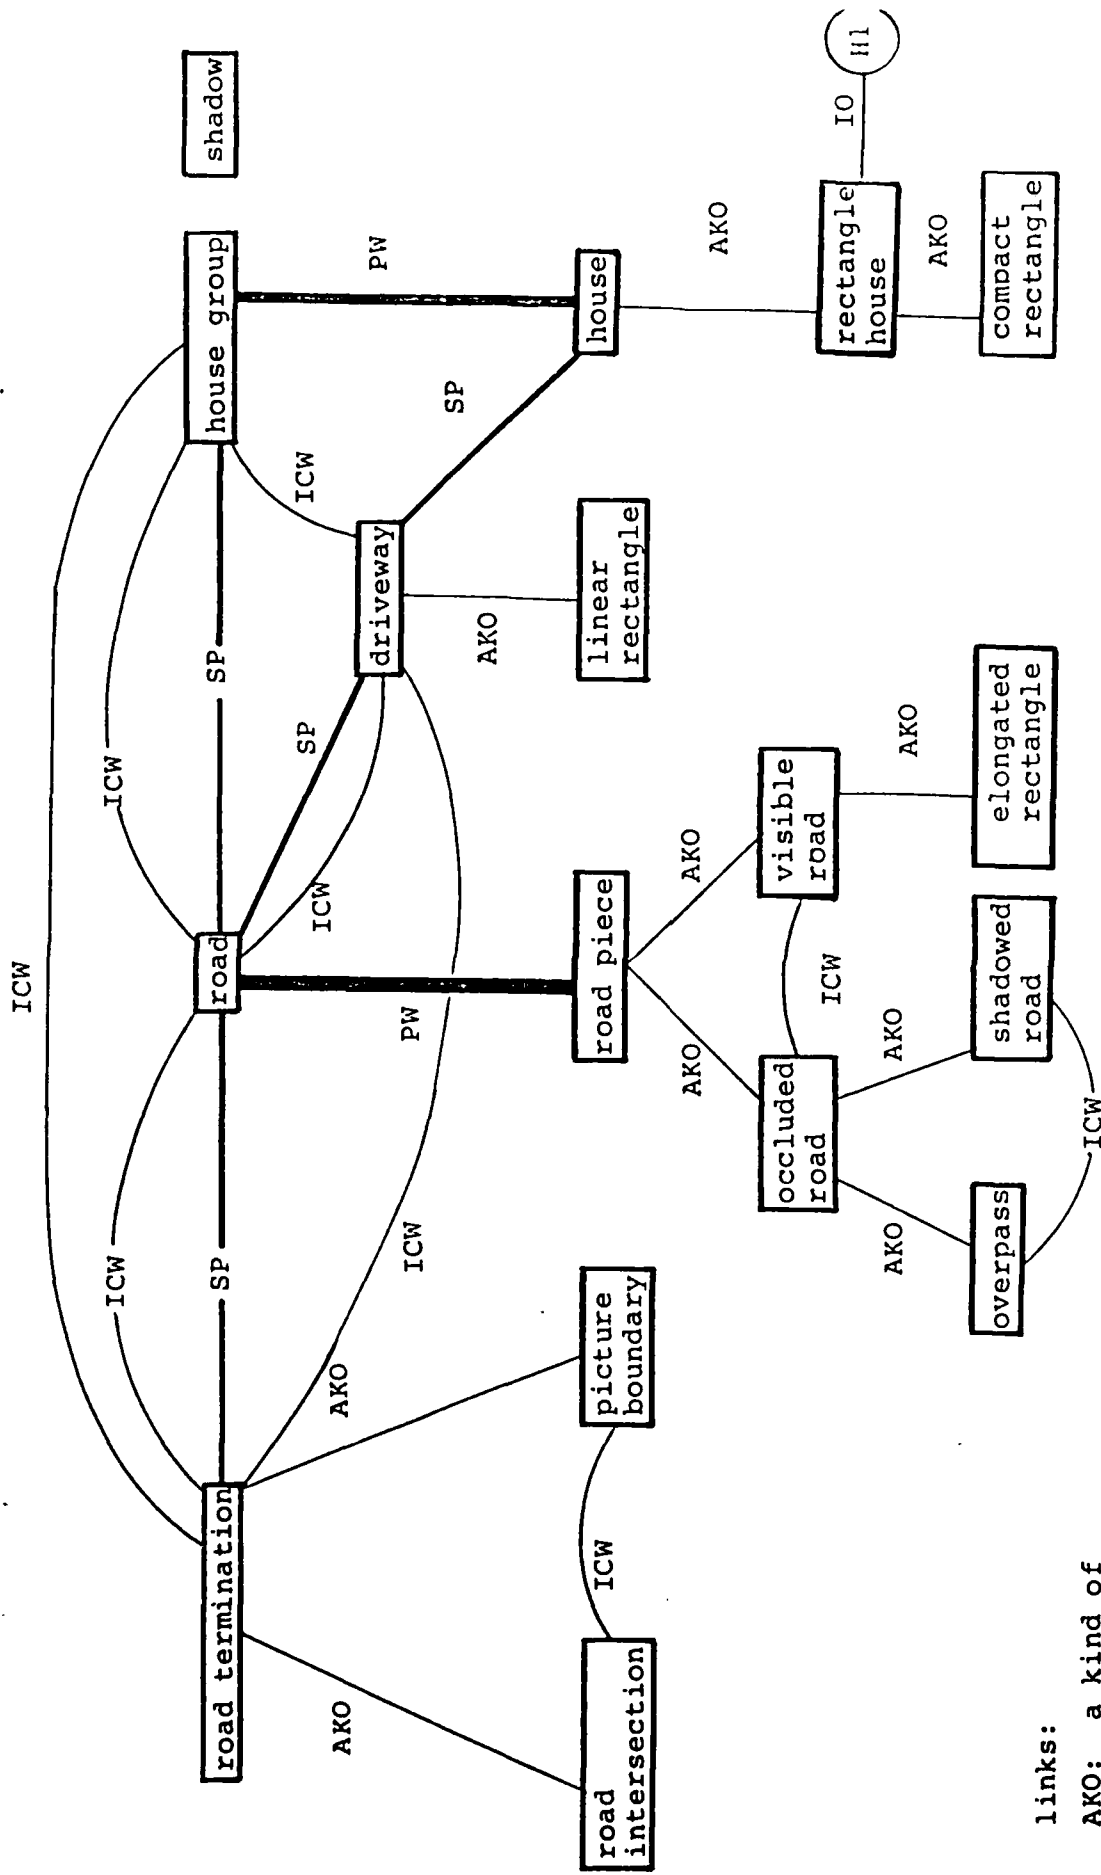 ICW
shadow
house group
ICW
SP
road
ICW
SP
road termination
ICW
PW
driveway
SP
ICW
SP
ICW
PW
AKO
AKO
house
AKO
linear
rectangle
AKO
road piece
ICW
picture
boundary
ICW
road
intersection
IO
H1
rectangle
house
AKO
visible
road
AKO
AKO
ICW
occluded
road
AKO
AKO
compact
rectangle
elongated
rectangle
shadowed
road
overpass
ICW
links:
AKO: a kind of